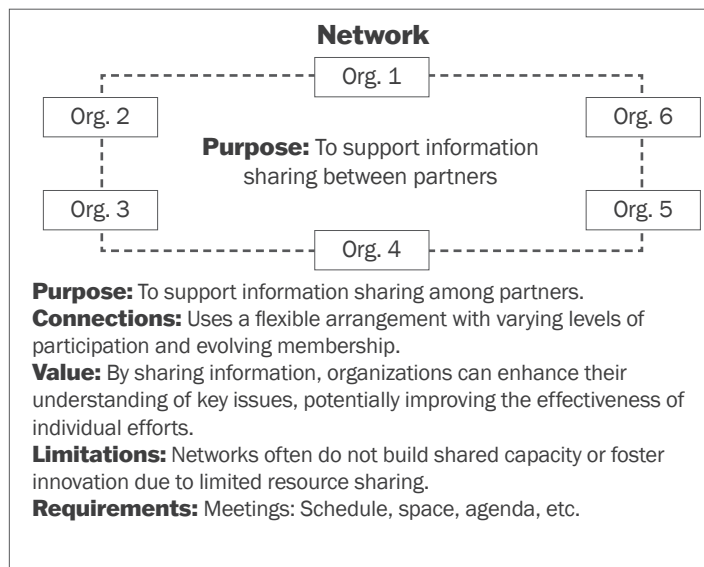 Network
Org. 1
Org. 2
Org. 6
Purpose: To support information
sharing between partners
Org. 3
Org. 5
Org. 4
Purpose: To support information sharing among partners.
Connections: Uses a flexible arrangement with varying levels of
participation and evolving membership.
Value: By sharing information, organizations can enhance their
understanding of key issues, potentially improving the effectiveness of
individual efforts.
Limitations: Networks often do not build shared capacity or foster
innovation due to limited resource sharing.
Requirements: Meetings: Schedule, space, agenda, etc.